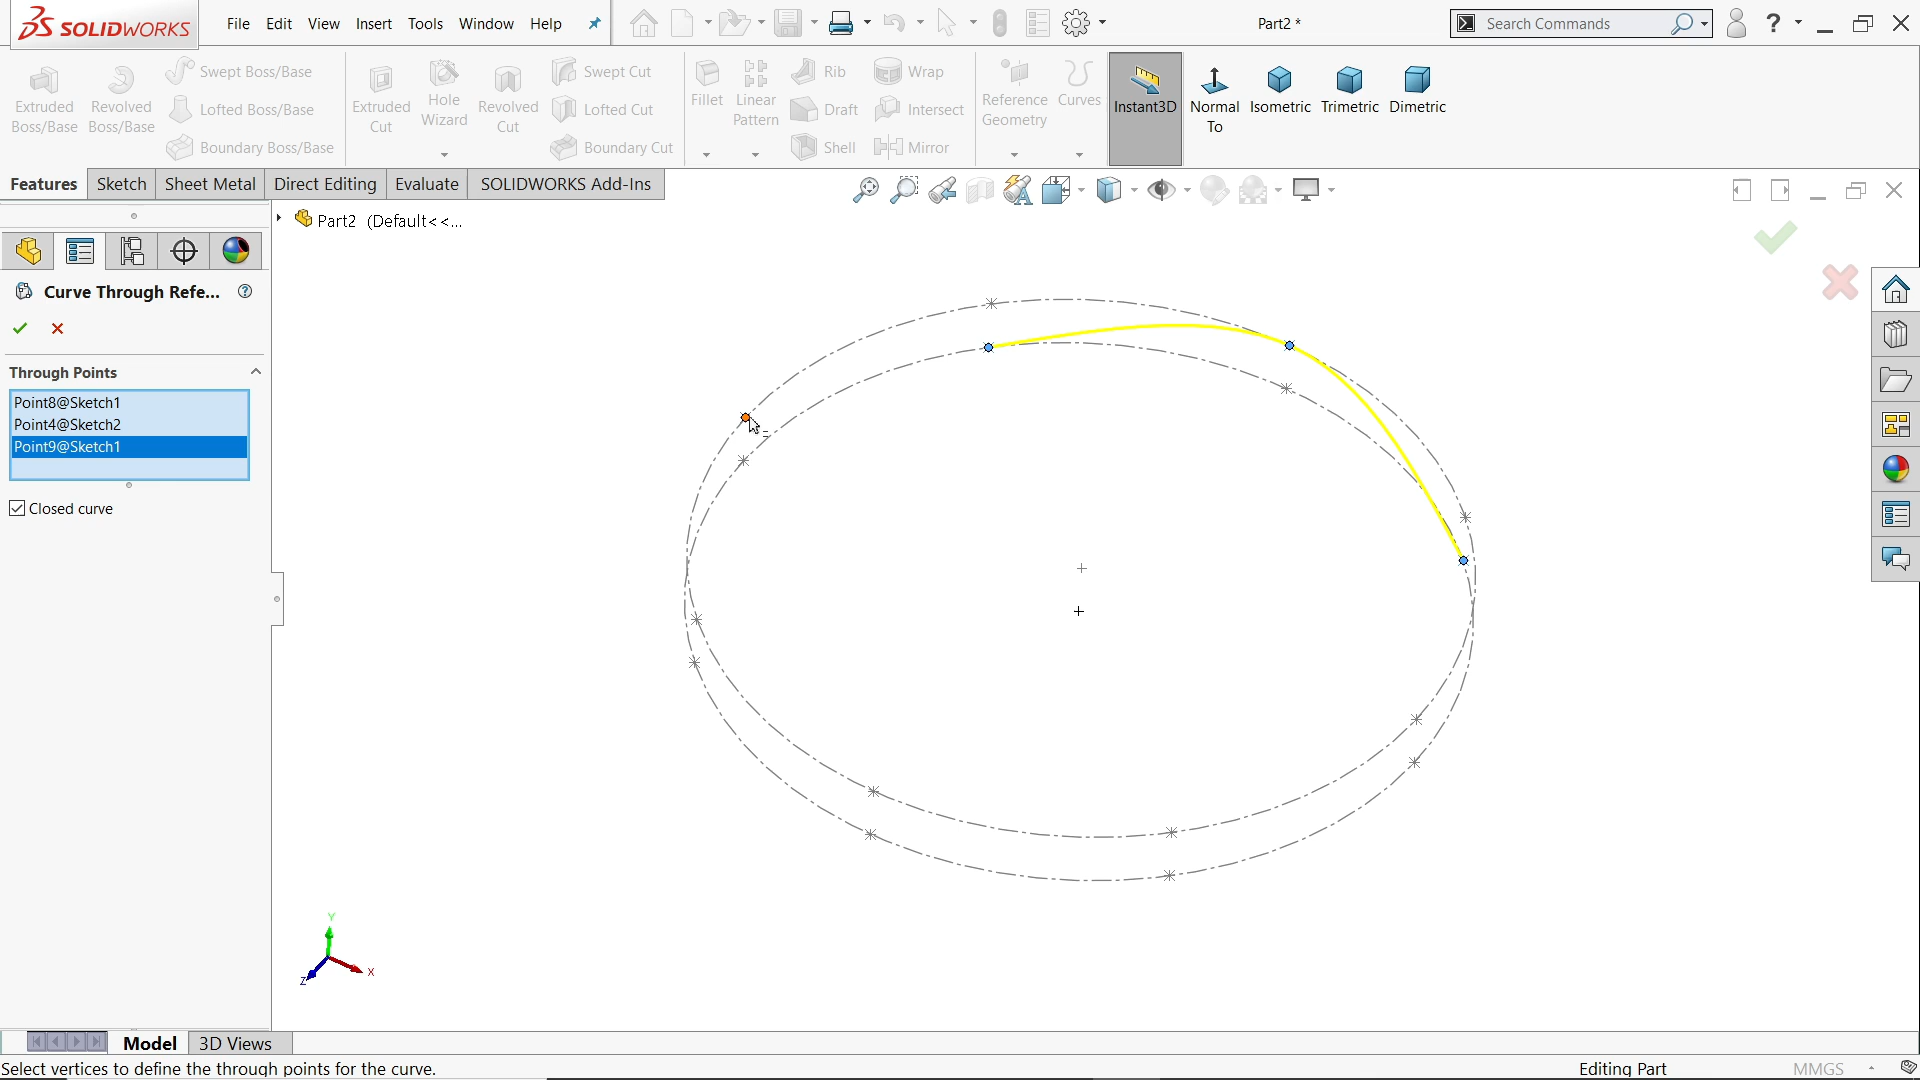 SOLIDWORKS File Edit View Insert Tools Window Help Part2 * Search Commands ?
Extruded Boss/Base Revolved Boss/Base Swept Boss/Base Lofted Boss/Base Boundary Boss/Base
Extruded Cut Hole Wizard Revolved Cut Swept Cut Lofted Cut Boundary Cut
Fillet Linear Pattern Rib Draft Shell Wrap Intersect Mirror
Reference Geometry Curves Instant3D Normal To Isometric Trimetric Dimetric
Features Sketch Sheet Metal Direct Editing Evaluate SOLIDWORKS Add-Ins
Part2 (Default<<...
Curve Through Refe... ?
Through Points
Point8@Sketch1
Point4@Sketch2
Point9@Sketch1
Closed curve
Y
X
Z
Model 3D Views
Select vertices to define the through points for the curve. Editing Part MMGS